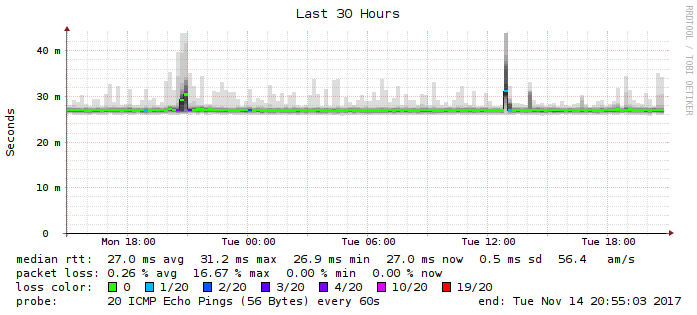 Last 30 Hours
RRDTOOL / TOBI OETIKER
Seconds
40 m
30 m
20 m
10 m
0
Mon 18:00 Tue 00:00 Tue 06:00 Tue 12:00 Tue 18:00
median rtt: 27.0 ms avg 31.2 ms max 26.9 ms min 27.0 ms now 0.5 ms sd 56.4 am/s
packet loss: 0.26 % avg 16.67 % max 0.00 % min 0.00 % now
loss color: 0 1/20 2/20 3/20 4/20 10/20 19/20
probe: 20 ICMP Echo Pings (56 Bytes) every 60s end: Tue Nov 14 20:55:03 2017